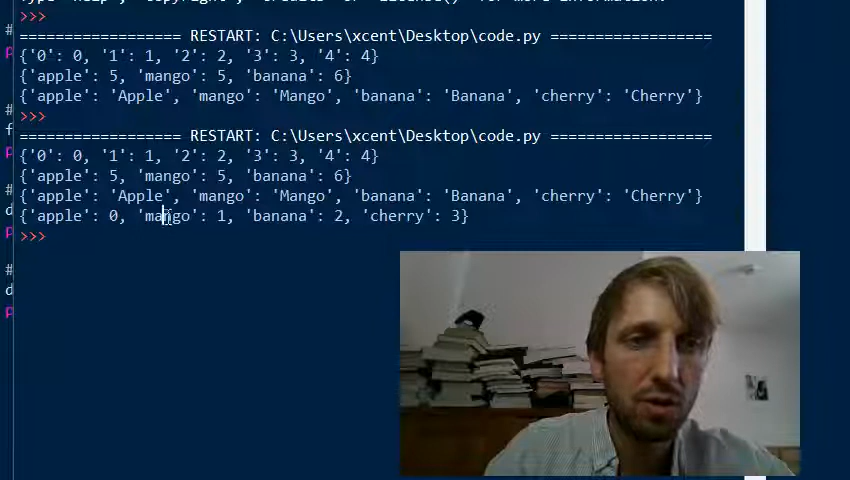 >>>
================== RESTART: C:\Users\xcent\Desktop\code.py ==================
{'0': 0, '1': 1, '2': 2, '3': 3, '4': 4}
{'apple': 5, 'mango': 5, 'banana': 6}
{'apple': 'Apple', 'mango': 'Mango', 'banana': 'Banana', 'cherry': 'Cherry'}
>>>
================== RESTART: C:\Users\xcent\Desktop\code.py ==================
{'0': 0, '1': 1, '2': 2, '3': 3, '4': 4}
{'apple': 5, 'mango': 5, 'banana': 6}
{'apple': 'Apple', 'mango': 'Mango', 'banana': 'Banana', 'cherry': 'Cherry'}
{'apple': 0, 'mango': 1, 'banana': 2, 'cherry': 3}
>>>